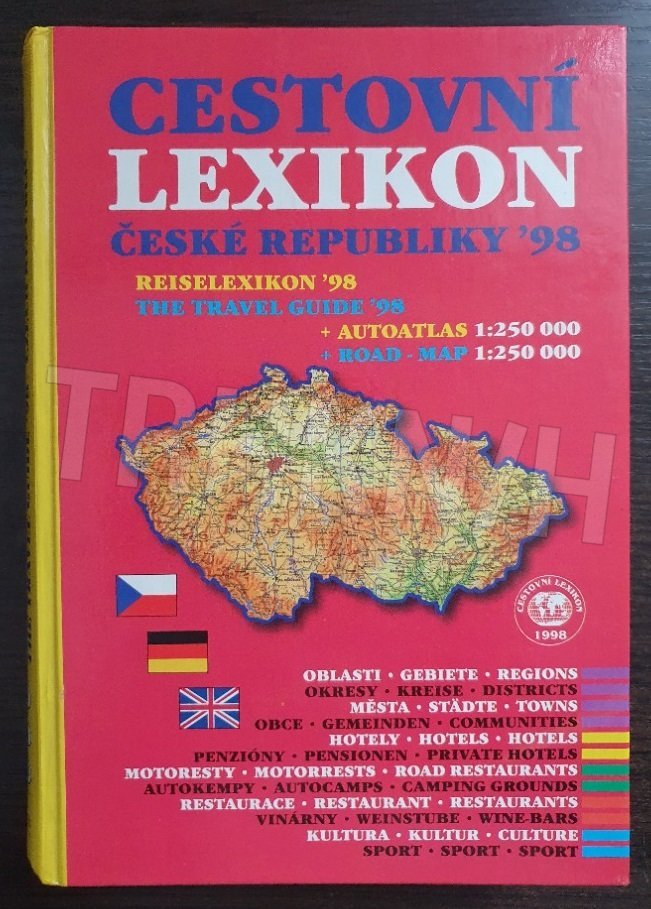 CESTOVNÍ
LEXIKON
ČESKÉ REPUBLIKY '98
REISELEXIKON '98
THE TRAVEL GUIDE '98
+ AUTOATLAS 1:250 000
+ ROAD - MAP 1:250 000
CESTOVNÍ LEXIKON
1998
OBLASTI · GEBIETE · REGIONS
OKRESY · KREISE · DISTRICTS
MĚSTA · STÄDTE · TOWNS
OBCE · GEMEINDEN · COMMUNITIES
HOTELY · HOTELS · HOTELS
PENZIÓNY · PENSIONEN · PRIVATE HOTELS
MOTORESTY · MOTORRESTS · ROAD RESTAURANTS
AUTOKEMPY · AUTOCAMPS · CAMPING GROUNDS
RESTAURACE · RESTAURANT · RESTAURANTS
VINÁRNY · WEINSTUBE · WINE-BARS
KULTURA · KULTUR · CULTURE
SPORT · SPORT · SPORT